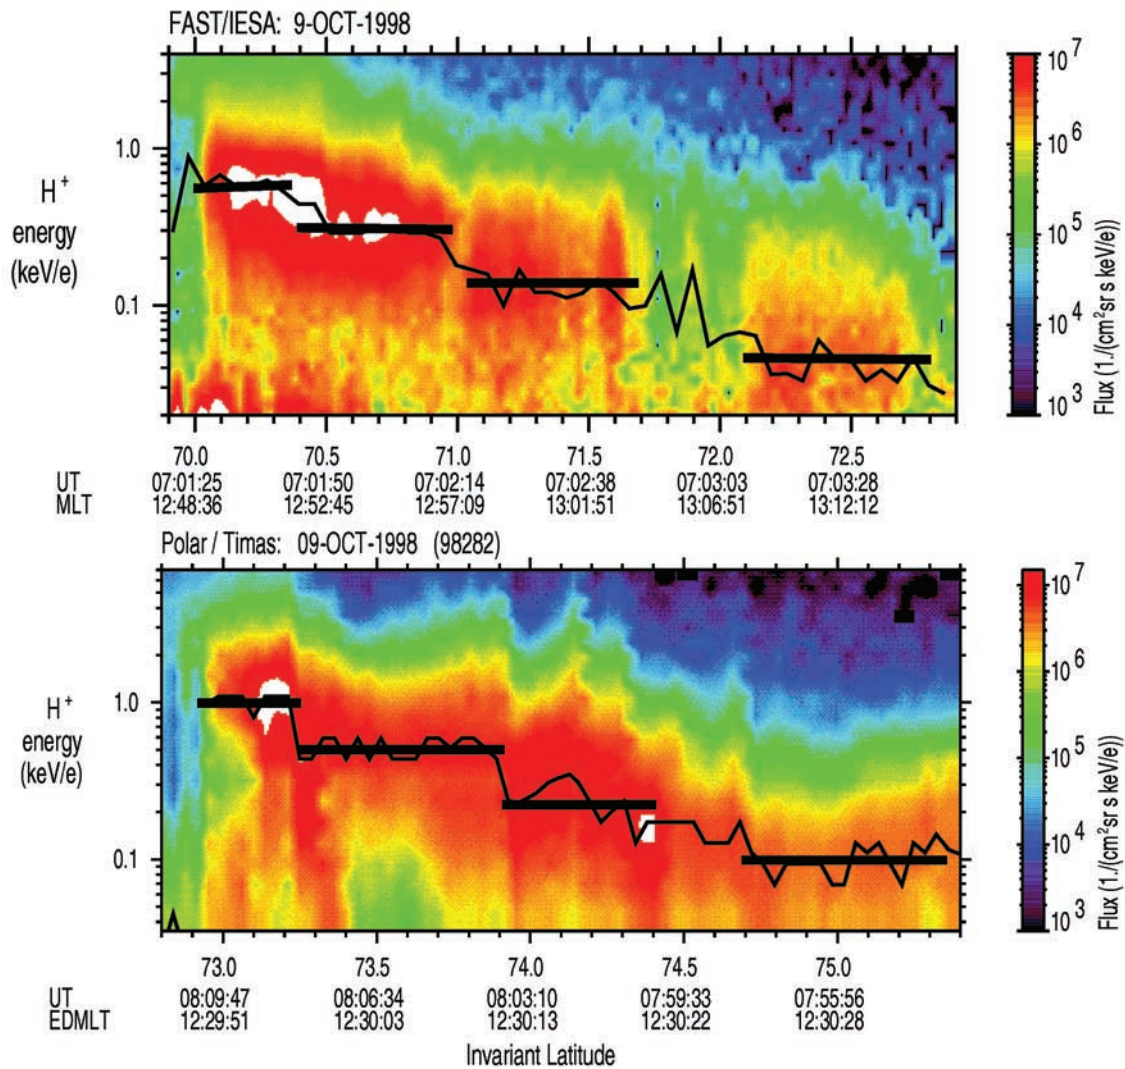 FAST/IESA: 9-OCT-1998
H+
energy
(keV/e)
1.0
0.1
10^7
10^6
10^5
10^4
10^3
Flux (1./(cm^2 sr s keV/e))
70.0 70.5 71.0 71.5 72.0 72.5
UT 07:01:25 07:01:50 07:02:14 07:02:38 07:03:03 07:03:28
MLT 12:48:36 12:52:45 12:57:09 13:01:51 13:06:51 13:12:12
Polar / Timas: 09-OCT-1998 (98282)
H+
energy
(keV/e)
1.0
0.1
10^7
10^6
10^5
10^4
10^3
Flux (1./(cm^2 sr s keV/e))
73.0 73.5 74.0 74.5 75.0
UT 08:09:47 08:06:34 08:03:10 07:59:33 07:55:56
EDMLT 12:29:51 12:30:03 12:30:13 12:30:22 12:30:28
Invariant Latitude